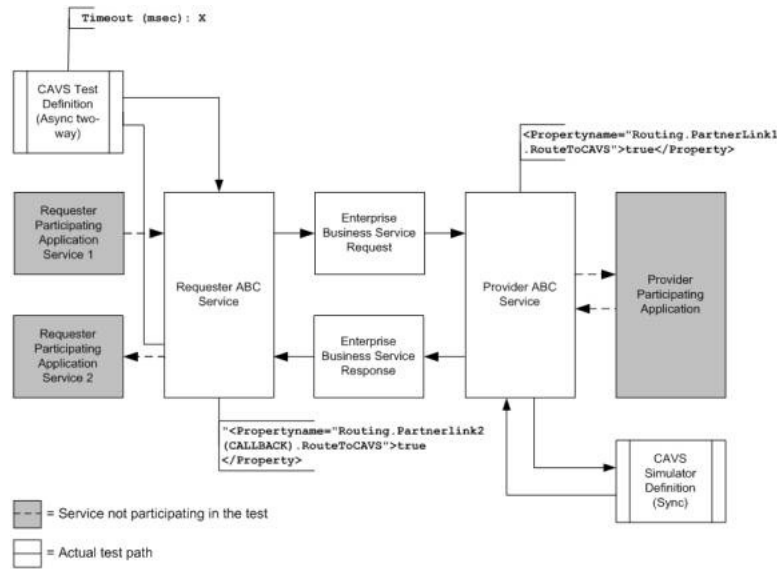 Timeout (msec): X
CAVS Test
Definition
(Async two-
way)
<Propertyname="Routing.PartnerLink1
.RouteToCAVS">true</Property>
Requester
Participating
Application
Service 1
Enterprise
Business Service
Request
Requester ABC
Service
Provider ABC
Service
Provider
Participating
Application
Requester
Participating
Application
Service 2
Enterprise
Business Service
Response
"<Propertyname="Routing.Partnerlink2
(CALLBACK).RouteToCAVS">true
</Property>
CAVS
Simulator
Definition
(Sync)
= Service not participating in the test
= Actual test path